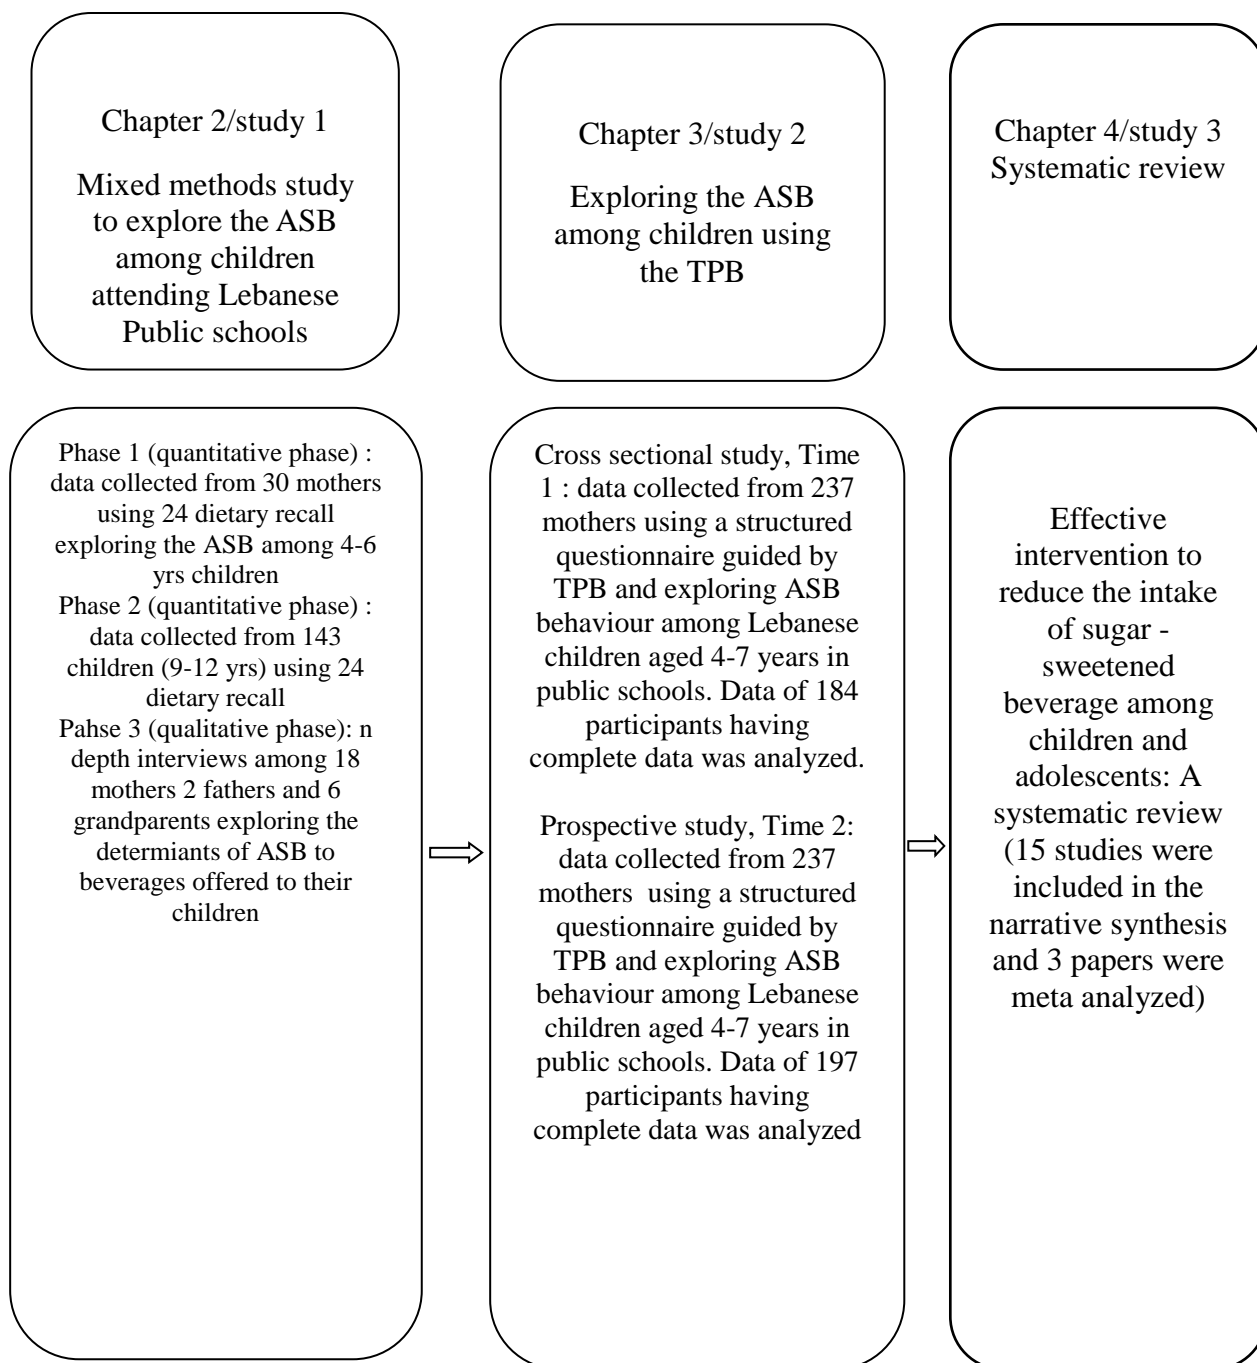 Chapter 2/study 1
Mixed methods study
to explore the ASB
among children
attending Lebanese
Public schools
Chapter 3/study 2
Exploring the ASB
among children using
the TPB
Chapter 4/study 3
Systematic review
Phase 1 (quantitative phase) :
data collected from 30 mothers
using 24 dietary recall
exploring the ASB among 4-6
yrs children
Phase 2 (quantitative phase) :
data collected from 143
children (9-12 yrs) using 24
dietary recall
Pahse 3 (qualitative phase): n
depth interviews among 18
mothers 2 fathers and 6
grandparents exploring the
determiants of ASB to
beverages offered to their
children
Cross sectional study, Time
1 : data collected from 237
mothers using a structured
questionnaire guided by
TPB and exploring ASB
behaviour among Lebanese
children aged 4-7 years in
public schools. Data of 184
participants having
complete data was analyzed.
Prospective study, Time 2:
data collected from 237
mothers  using a structured
questionnaire guided by
TPB and exploring ASB
behaviour among Lebanese
children aged 4-7 years in
public schools. Data of 197
participants having
complete data was analyzed
Effective
intervention to
reduce the intake
of sugar -
sweetened
beverage among
children and
adolescents: A
systematic review
(15 studies were
included in the
narrative synthesis
and 3 papers were
meta analyzed)